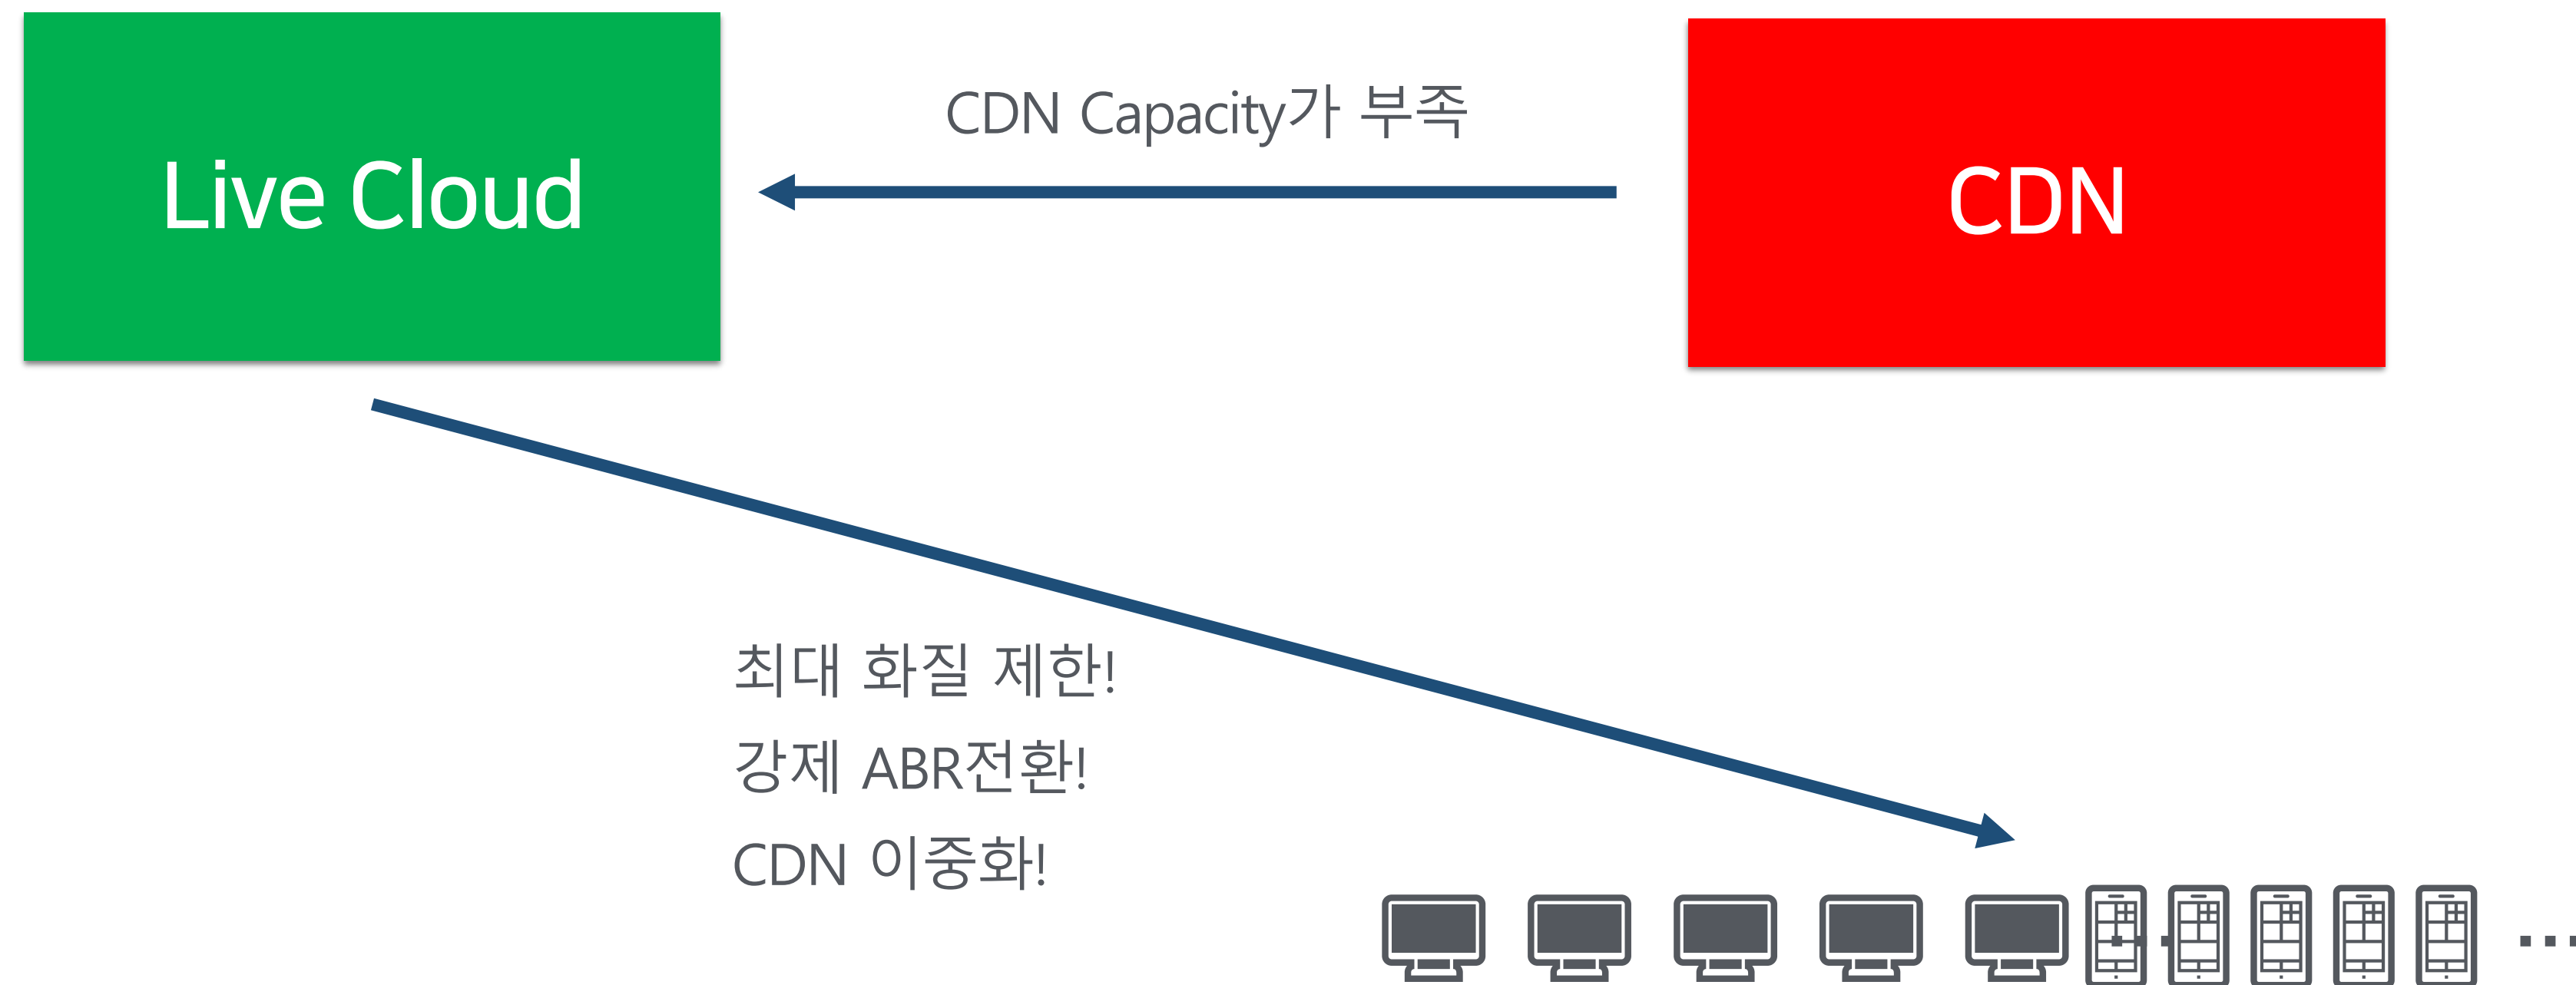 Live Cloud
CDN Capacity가 부족
CDN
최대 화질 제한!
강제 ABR전환!
CDN 이중화!
...
...